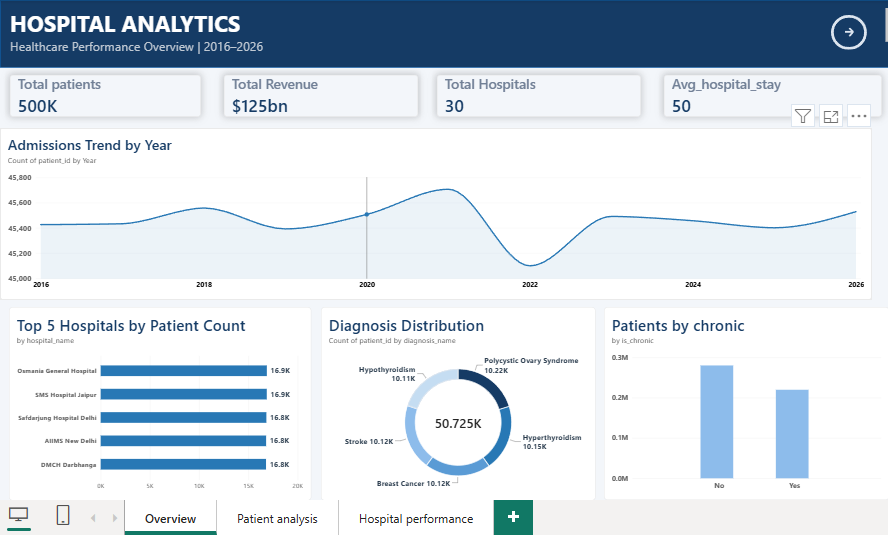 HOSPITAL ANALYTICS
Healthcare Performance Overview | 2016–2026
Total patients
500K
Total Revenue
$125bn
Total Hospitals
30
Avg_hospital_stay
50
Admissions Trend by Year
Count of patient_id by Year
45,800
45,600
45,400
45,200
45,000
2016 2018 2020 2022 2024 2026
Top 5 Hospitals by Patient Count
by hospital_name
Osmania General Hospital 16.9K
SMS Hospital Jaipur 16.9K
Safdarjung Hospital Delhi 16.8K
AIIMS New Delhi 16.8K
DMCH Darbhanga 16.8K
0K 5K 10K 15K 20K
Diagnosis Distribution
Count of patient_id by diagnosis_name
Polycystic Ovary Syndrome
10.22K
Hypothyroidism
10.11K
50.725K
Hyperthyroidism
10.15K
Stroke 10.12K
Breast Cancer 10.12K
Patients by chronic
by is_chronic
0.3M
0.2M
0.1M
0.0M
No Yes
Overview Patient analysis Hospital performance